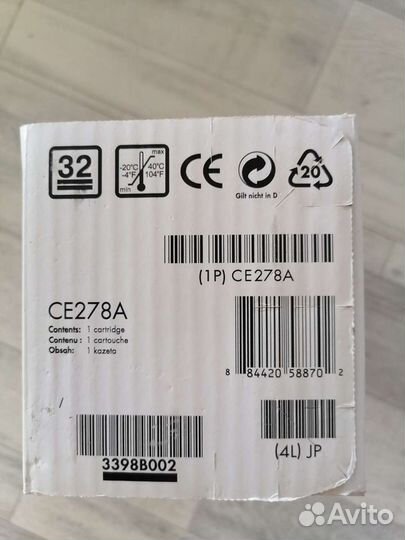 32
max
-20°C 40°C
-4°F 104°F
min
CE
Gilt nicht in D
20
(1P) CE278A
CE278A
Contents: 1 cartridge
Contenu : 1 cartouche
Obsah: 1 kazeta
8 84420 58870 2
3398B002
(4L) JP
Avito